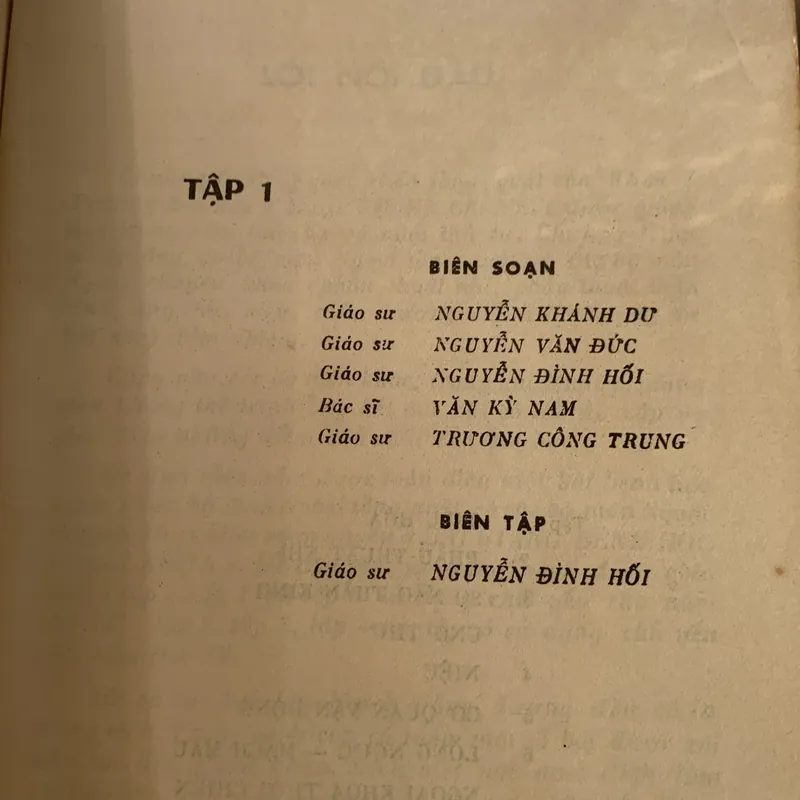 TẬP 1
BIÊN SOẠN
Giáo sư NGUYỄN KHÁNH DƯ
Giáo sư NGUYỄN VĂN ĐỨC
Giáo sư NGUYỄN ĐÌNH HỐI
Bác sĩ VĂN KỲ NAM
Giáo sư TRƯƠNG CÔNG TRUNG
BIÊN TẬP
Giáo sư NGUYỄN ĐÌNH HỐI